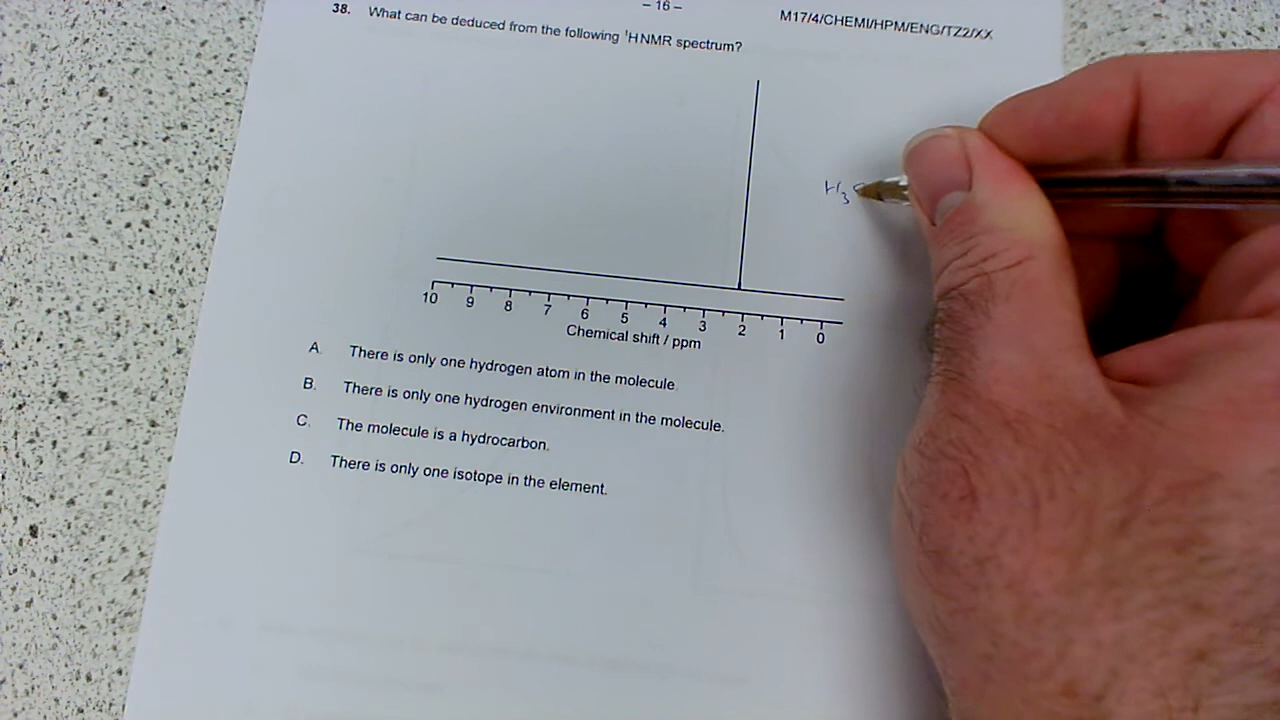 – 16 –
M17/4/CHEMI/HPM/ENG/TZ2/XX
38. What can be deduced from the following ¹H NMR spectrum?
H₃C
10 9 8 7 6 5 4 3 2 1 0
Chemical shift / ppm
A. There is only one hydrogen atom in the molecule.
B. There is only one hydrogen environment in the molecule.
C. The molecule is a hydrocarbon.
D. There is only one isotope in the element.